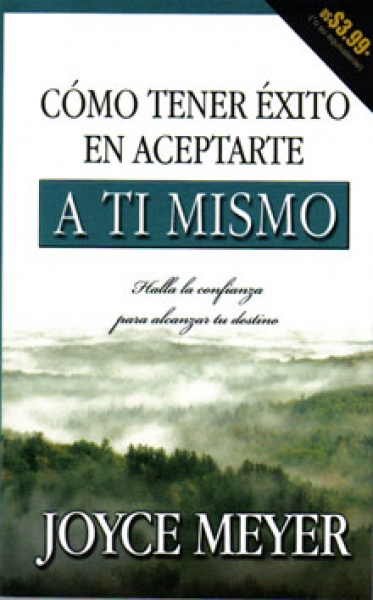 $3.99.
CÓMO TENER ÉXITO
EN ACEPTARTE
A TI MISMO
Halla la confianza
para alcanzar tu destino
JOYCE MEYER